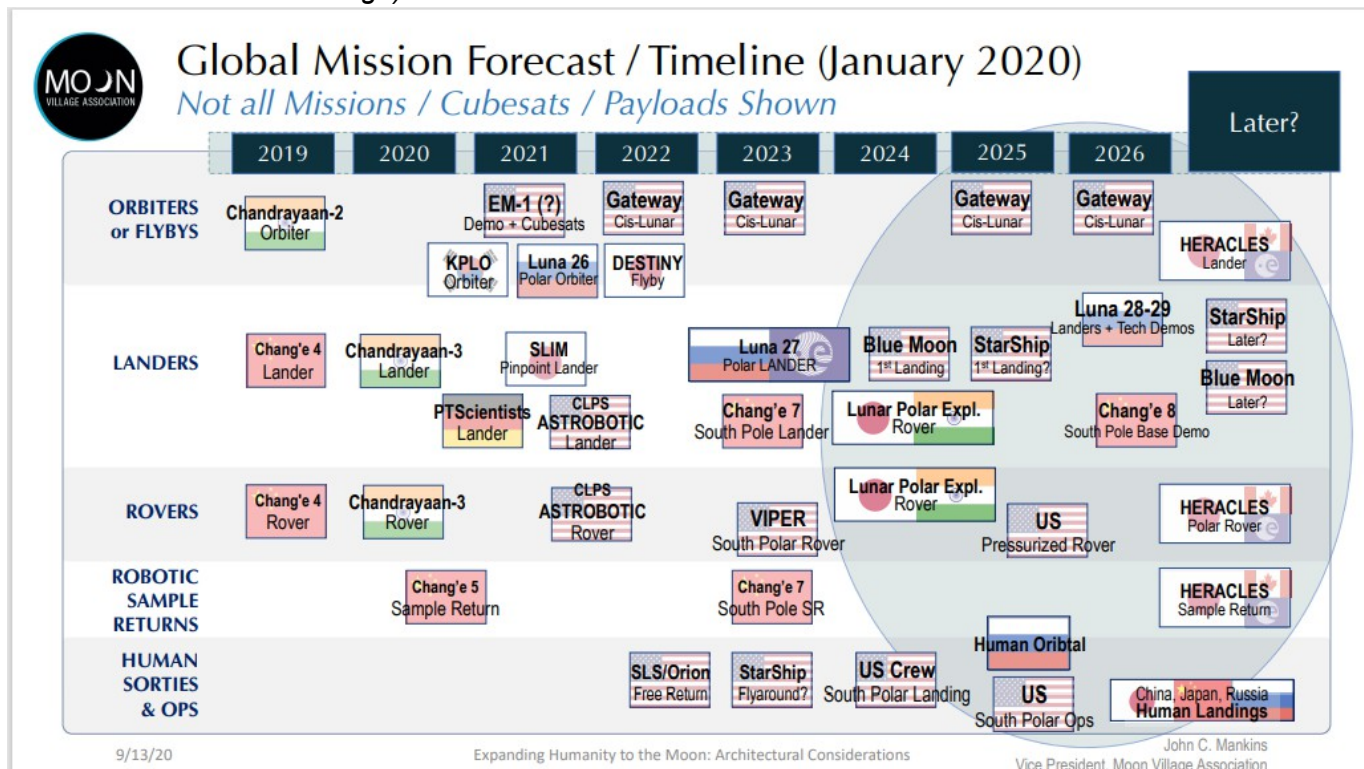 MOON
VILLAGE ASSOCIATION
Global Mission Forecast / Timeline (January 2020)
Not all Missions / Cubesats / Payloads Shown
Later?
2019
2020
2021
2022
2023
2024
2025
2026
ORBITERS
or FLYBYS
Chandrayaan-2
Orbiter
EM-1 (?)
Demo + Cubesats
Gateway
Cis-Lunar
Gateway
Cis-Lunar
Gateway
Cis-Lunar
Gateway
Cis-Lunar
KPLO
Orbiter
Luna 26
Polar Orbiter
DESTINY
Flyby
HERACLES
Lander
LANDERS
Chang'e 4
Lander
Chandrayaan-3
Lander
SLIM
Pinpoint Lander
Luna 27
Polar LANDER
Blue Moon
1st Landing
StarShip
1st Landing?
Luna 28-29
Landers + Tech Demos
StarShip
Later?
Blue Moon
Later?
PTScientists
Lander
CLPS
ASTROBOTIC
Lander
Chang'e 7
South Pole Lander
Lunar Polar Expl.
Rover
Chang'e 8
South Pole Base Demo
ROVERS
Chang'e 4
Rover
Chandrayaan-3
Rover
CLPS
ASTROBOTIC
Rover
VIPER
South Polar Rover
Lunar Polar Expl.
Rover
US
Pressurized Rover
HERACLES
Polar Rover
ROBOTIC
SAMPLE
RETURNS
Chang'e 5
Sample Return
Chang'e 7
South Pole SR
HERACLES
Sample Return
HUMAN
SORTIES
& OPS
SLS/Orion
Free Return
StarShip
Flyaround?
US Crew
South Polar Landing
Human Oribtal
US
South Polar Ops
China, Japan, Russia
Human Landings
9/13/20
Expanding Humanity to the Moon: Architectural Considerations
John C. Mankins
Vice President, Moon Village Association